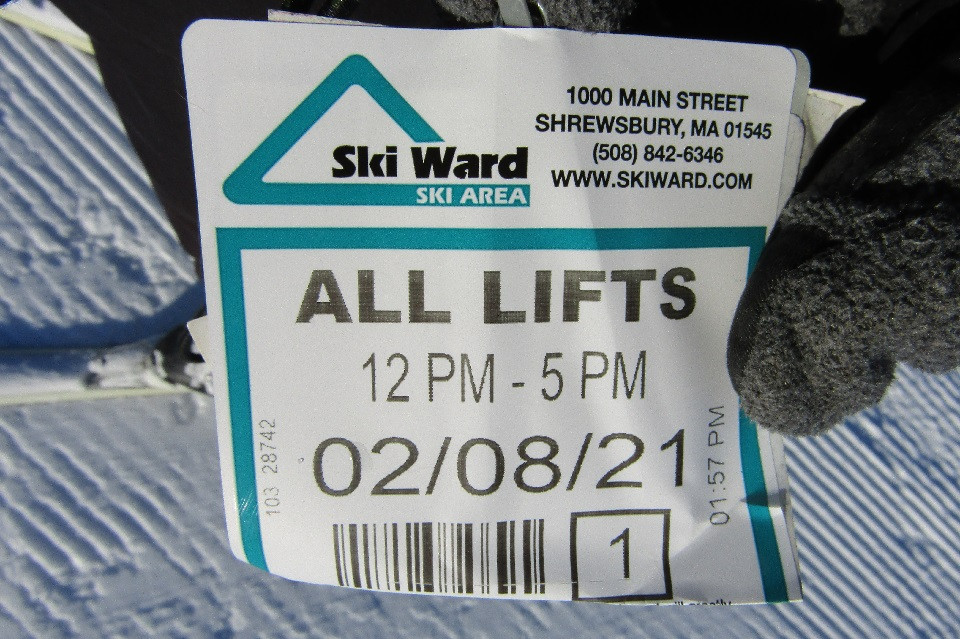 Ski Ward
SKI AREA
1000 MAIN STREET
SHREWSBURY, MA 01545
(508) 842-6346
WWW.SKIWARD.COM
ALL LIFTS
12 PM - 5 PM
02/08/21
103 28742
01:57 PM
1